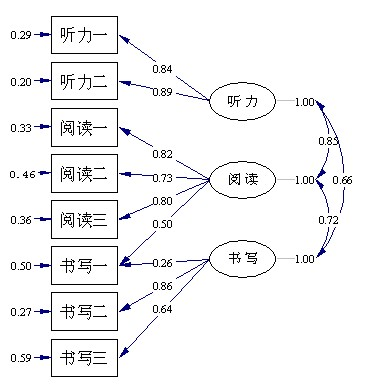 0.29 听力一
0.84
0.20 听力二
0.89
听力 1.00
0.33 阅读一
0.85
0.82
0.46 阅读二
0.73
阅读 1.00 0.66
0.80
0.36 阅读三
0.72
0.50
0.50 书写一
0.26
书写 1.00
0.86
0.27 书写二
0.64
0.59 书写三